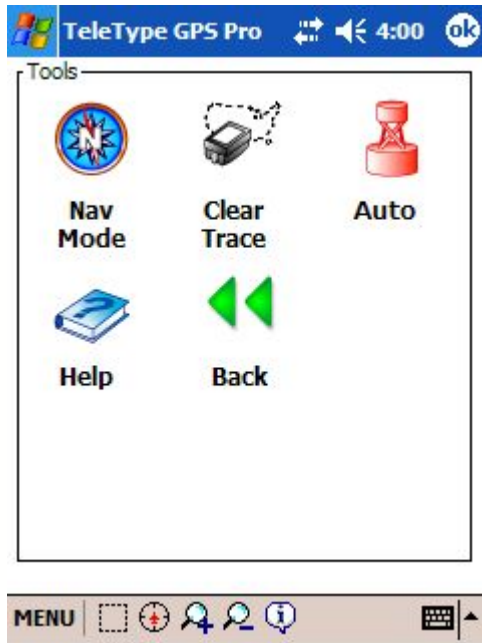 TeleType GPS Pro 4:00 ok
Tools
N
Nav Mode
Clear Trace
Auto
?
Help
Back
MENU